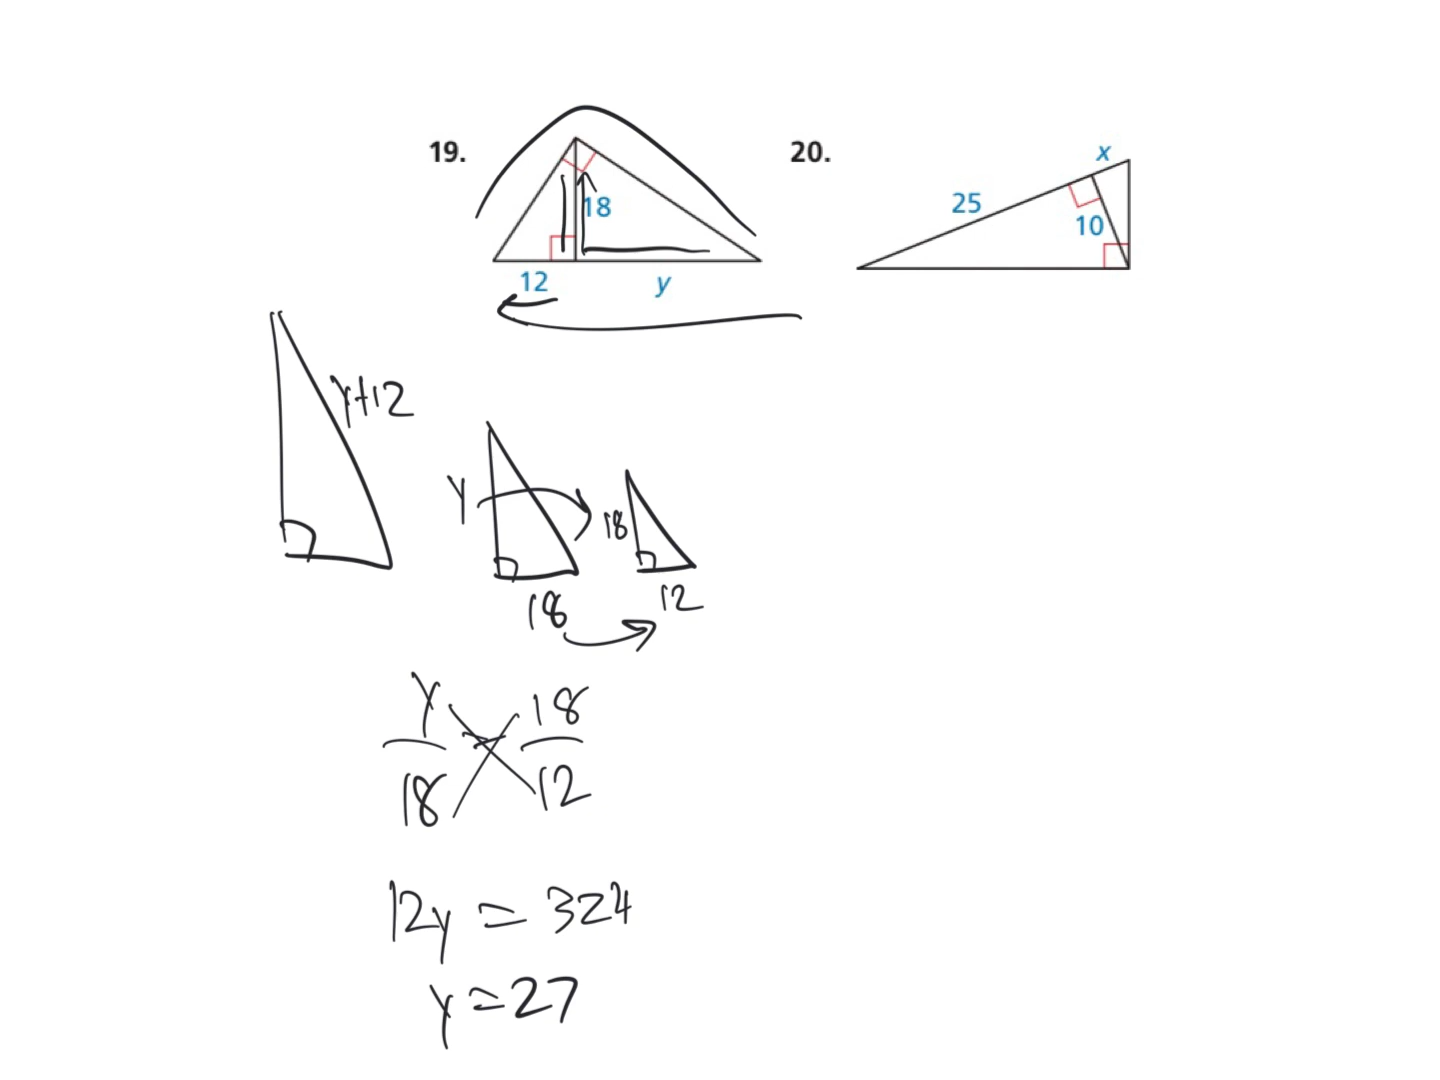 19.
18
12
y
20.
x
25
10
y+12
y
18
18
12
y = 18
18 12
12y = 324
y = 27